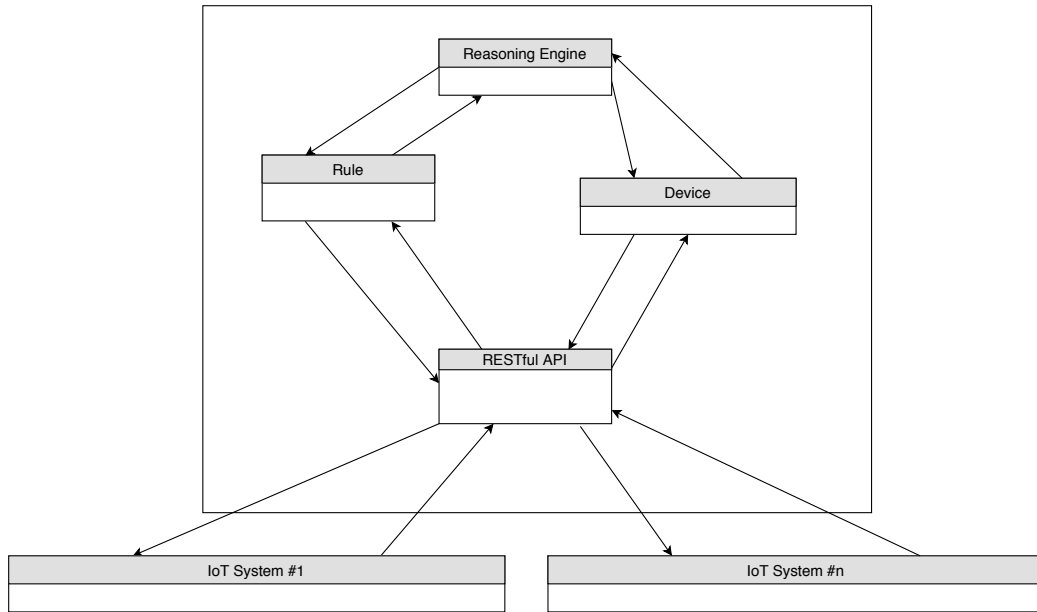 Reasoning Engine
Rule
Device
RESTful API
IoT System #1
IoT System #n